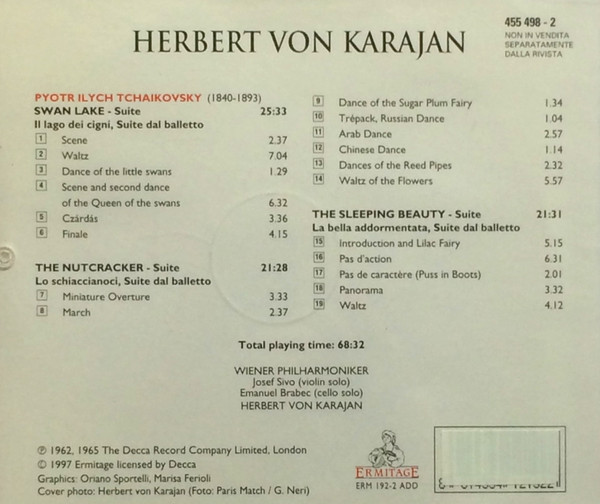 HERBERT VON KARAJAN
455 498 - 2
NON IN VENDITA
SEPARATAMENTE
DALLA RIVISTA
PYOTR ILYCH TCHAIKOVSKY (1840-1893)
SWAN LAKE - Suite 25:33
Il lago dei cigni, Suite dal balletto
1 Scene 2.37
2 Waltz 7.04
3 Dance of the little swans 1.29
4 Scene and second dance
of the Queen of the swans 6.32
5 Czárdás 3.36
6 Finale 4.15
THE NUTCRACKER - Suite 21:28
Lo schiaccianoci, Suite dal balletto
7 Miniature Overture 3.33
8 March 2.37
9 Dance of the Sugar Plum Fairy 1.34
10 Trépack, Russian Dance 1.04
11 Arab Dance 2.57
12 Chinese Dance 1.14
13 Dances of the Reed Pipes 2.32
14 Waltz of the Flowers 5.57
THE SLEEPING BEAUTY - Suite 21:31
La bella addormentata, Suite dal balletto
15 Introduction and Lilac Fairy 5.15
16 Pas d'action 6.31
17 Pas de caractère (Puss in Boots) 2.01
18 Panorama 3.32
19 Waltz 4.12
Total playing time: 68:32
WIENER PHILHARMONIKER
Josef Sivo (violin solo)
Emanuel Brabec (cello solo)
HERBERT VON KARAJAN
℗ 1962, 1965 The Decca Record Company Limited, London
© 1997 Ermitage licensed by Decca
Graphics: Oriano Sportelli, Marisa Ferioli
Cover photo: Herbert von Karajan (Foto: Paris Match / G. Neri)
ERMITAGE
ERM 192-2 ADD